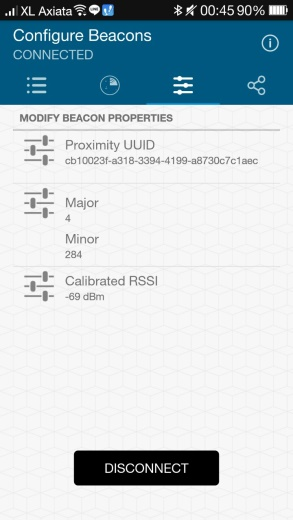 XL Axiata LINE 00:45 90%
Configure Beacons
CONNECTED
MODIFY BEACON PROPERTIES
Proximity UUID
cb10023f-a318-3394-4199-a8730c7c1aec
Major
4
Minor
284
Calibrated RSSI
-69 dBm
DISCONNECT